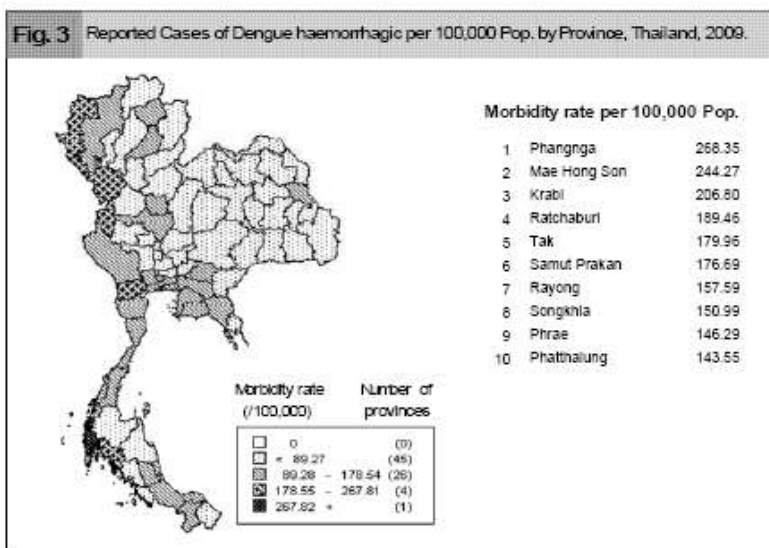 Fig. 3 Reported Cases of Dengue haemorrhagic per 100,000 Pop. by Province, Thailand, 2009.
Morbidity rate per 100,000 Pop.
1 Phangnga 268.35
2 Mae Hong Son 244.27
3 Krabi 206.80
4 Ratchaburi 189.46
5 Tak 179.96
6 Samut Prakan 176.69
7 Rayong 157.59
8 Songkhla 150.99
9 Phrae 146.29
10 Phatthalung 143.55
Morbidity rate Number of
(/100,000) provinces
0 (0)
< 89.27 (45)
89.28 - 178.54 (26)
178.55 - 267.81 (4)
267.82 + (1)